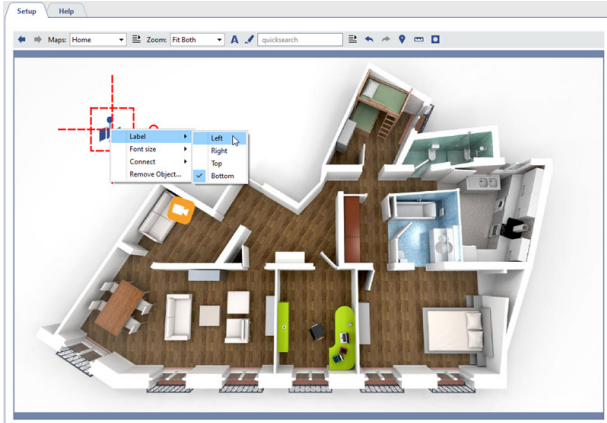 Setup Help
Maps: Home Zoom: Fit Both A quicksearch
Label
Font size
Connect
Remove Object...
Left
Right
Top
Bottom